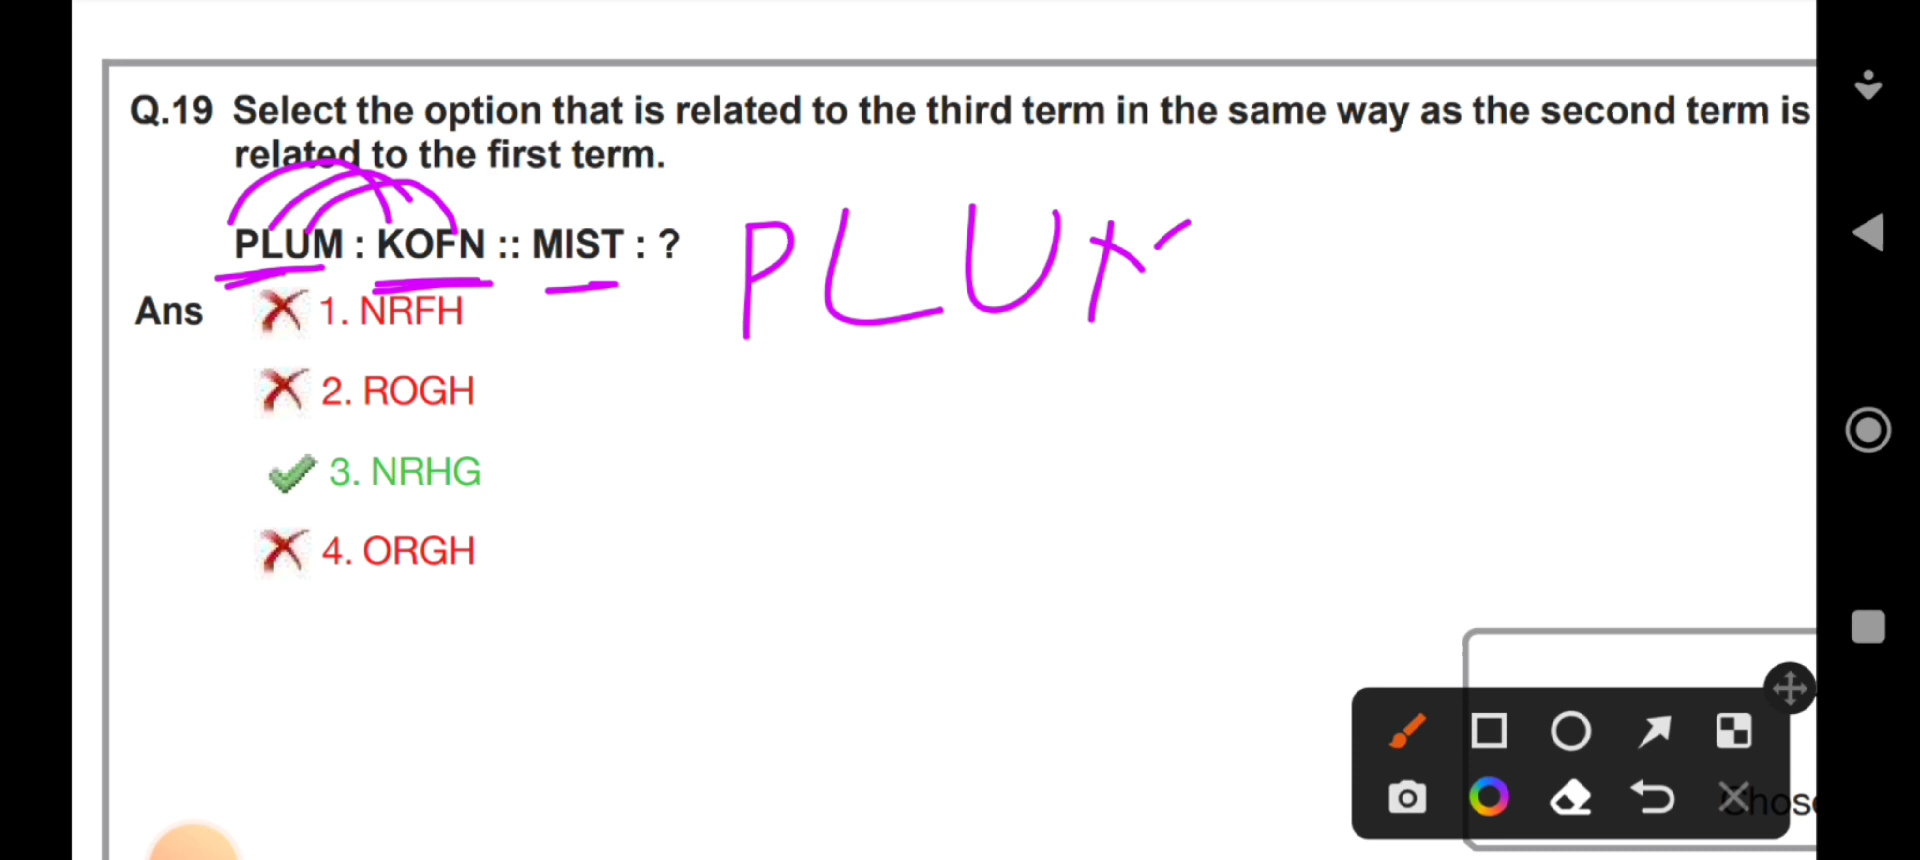 Q.19 Select the option that is related to the third term in the same way as the second term is
related to the first term.
PLUM : KOFN :: MIST : ?
PLU
Ans 1. NRFH
2. ROGH
3. NRHG
4. ORGH